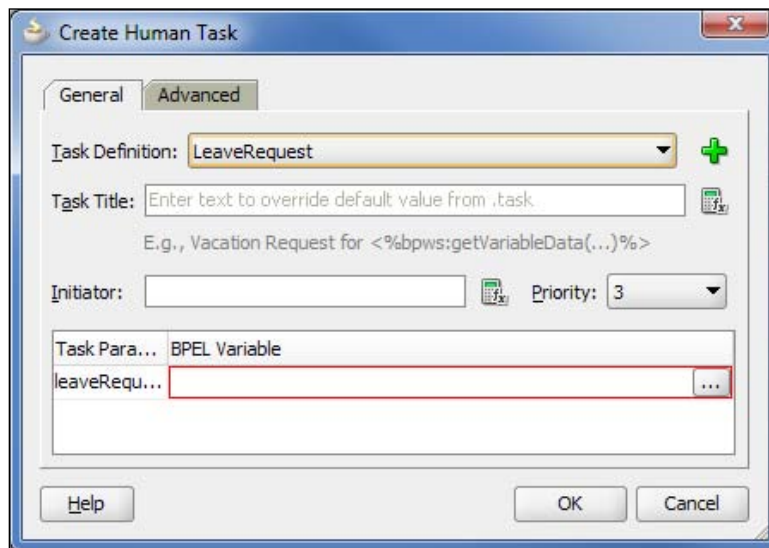 Create Human Task
General Advanced
Task Definition: LeaveRequest
Task Title: Enter text to override default value from .task
E.g., Vacation Request for <%bpws:getVariableData(...)%>
Initiator: Priority: 3
Task Para... BPEL Variable
leaveRequ... ...
Help OK Cancel